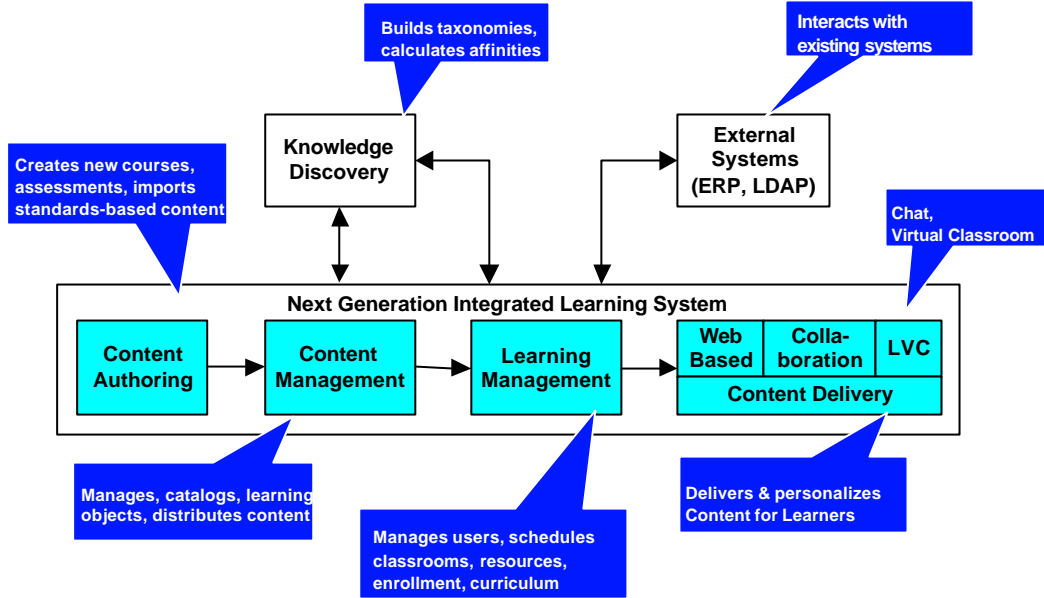 Builds taxonomies,
calculates affinities
Interacts with
existing systems
Knowledge
Discovery
External
Systems
(ERP, LDAP)
Creates new courses,
assessments, imports
standards-based content
Chat,
Virtual Classroom
Next Generation Integrated Learning System
Content
Authoring
Content
Management
Learning
Management
Web
Based
Colla-
boration
LVC
Content Delivery
Manages, catalogs, learning
objects, distributes content
Manages users, schedules
classrooms, resources,
enrollment, curriculum
Delivers & personalizes
Content for Learners